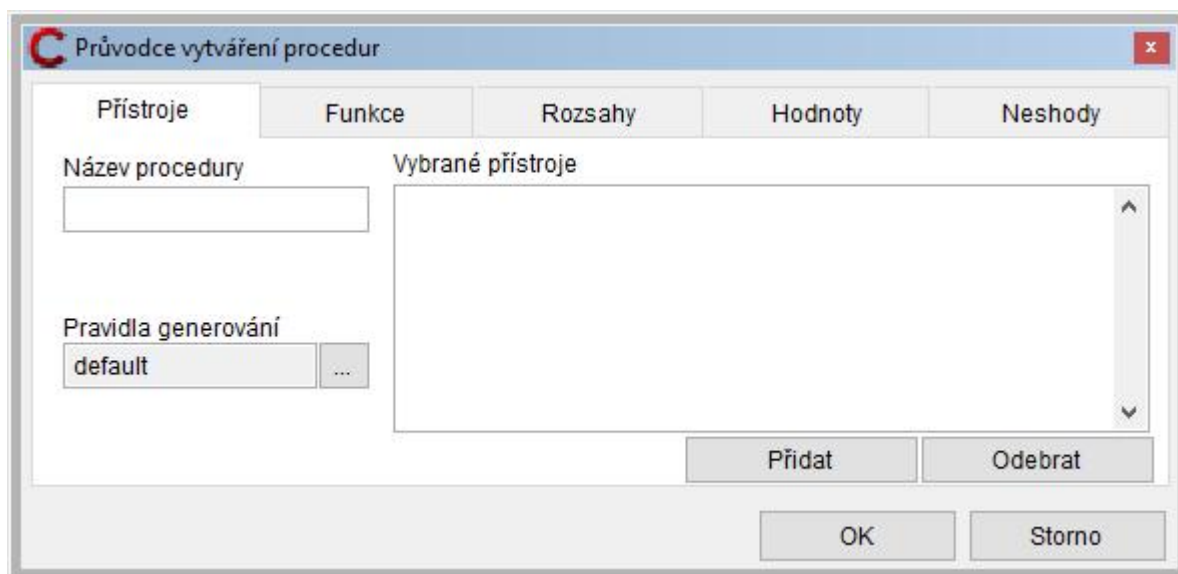 Průvodce vytváření procedur
x
Přístroje Funkce Rozsahy Hodnoty Neshody
Název procedury
Vybrané přístroje
Pravidla generování
default ...
Přidat Odebrat
OK Storno